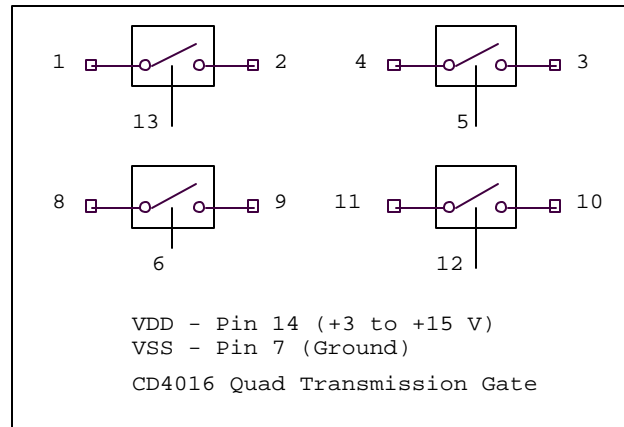 1 2 4 3
13 5
8 9 11 10
6 12
VDD - Pin 14 (+3 to +15 V)
VSS - Pin 7 (Ground)
CD4016 Quad Transmission Gate